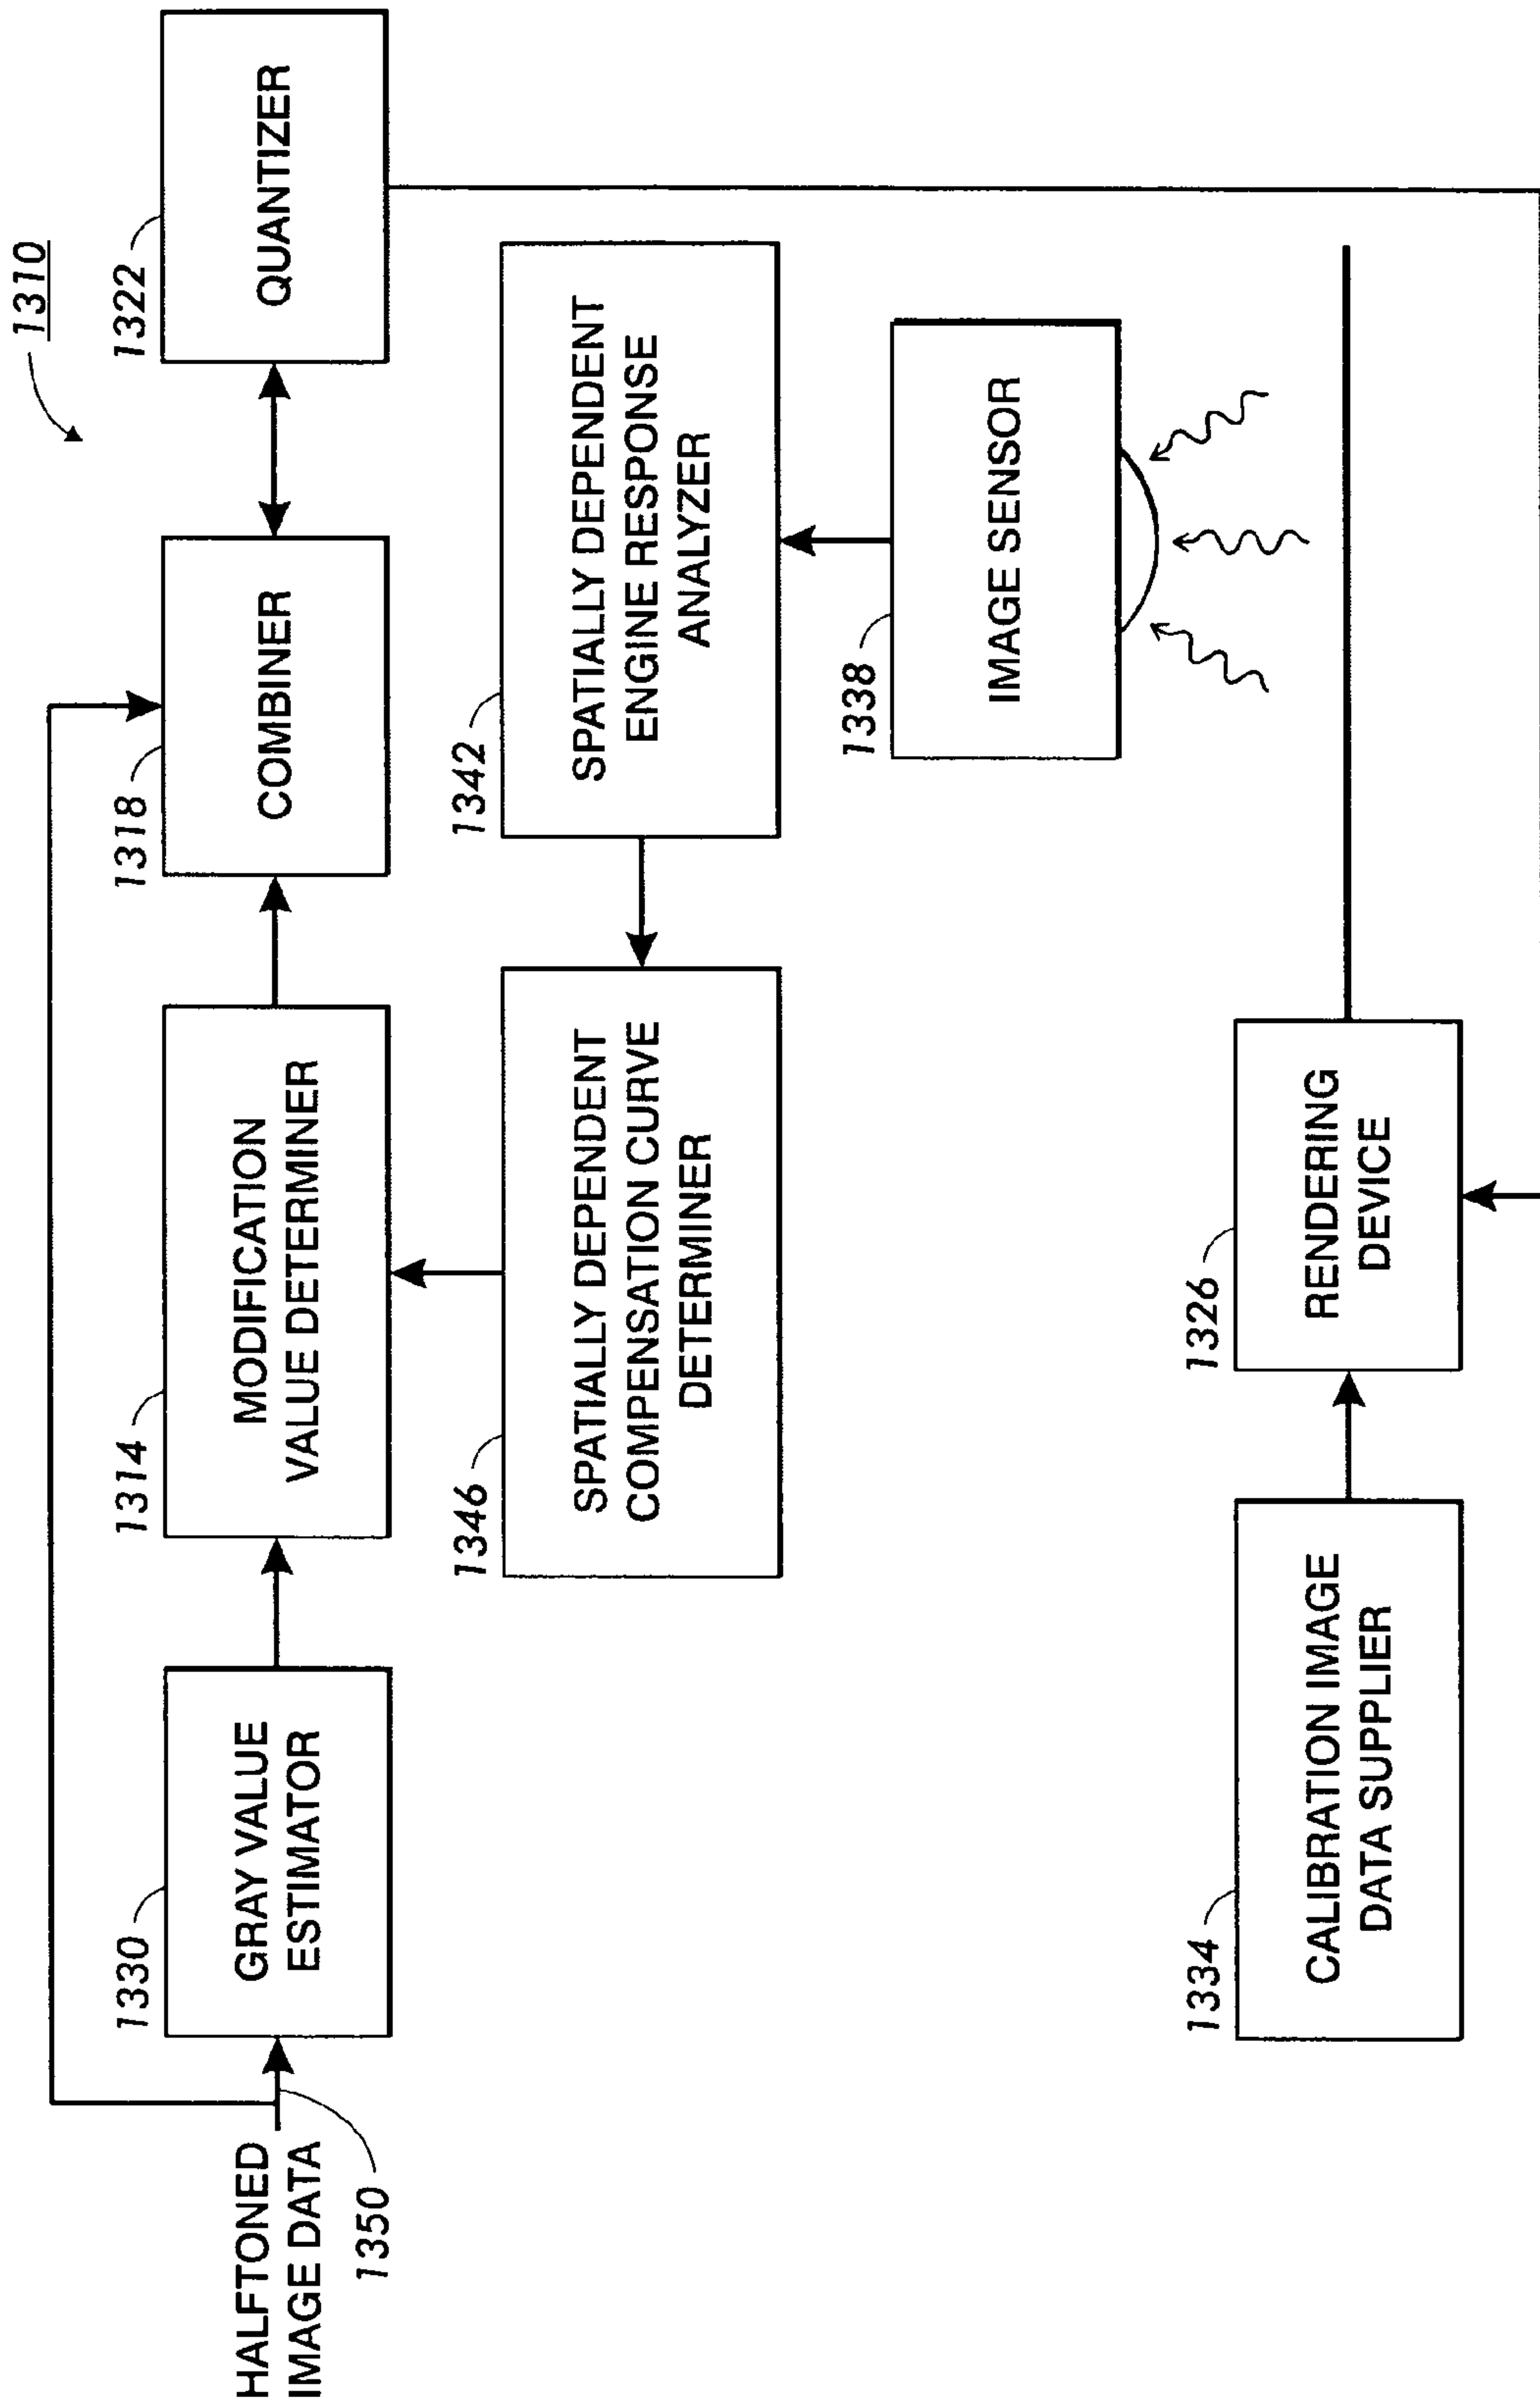 1310
HALFTONED
IMAGE DATA
1350
1330
GRAY VALUE
ESTIMATOR
1314
MODIFICATION
VALUE DETERMINER
1318
COMBINER
1322
QUANTIZER
1346
SPATIALLY DEPENDENT
COMPENSATION CURVE
DETERMINER
1342
SPATIALLY DEPENDENT
ENGINE RESPONSE
ANALYZER
1338
IMAGE SENSOR
1334
CALIBRATION IMAGE
DATA SUPPLIER
1326
RENDERING
DEVICE